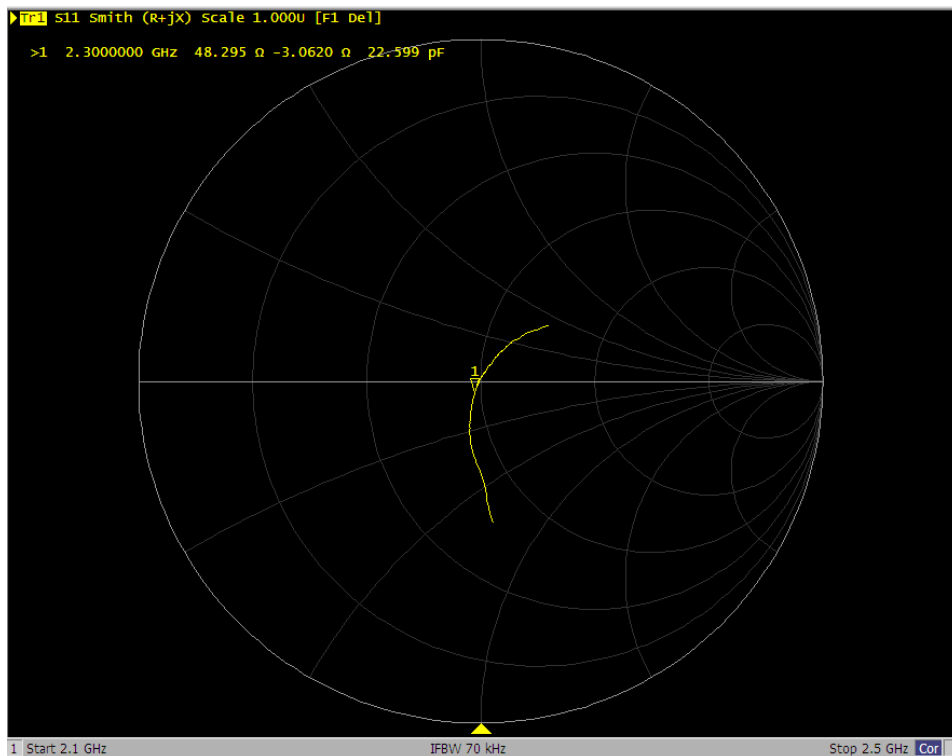 Tr1 S11 Smith (R+jX) Scale 1.000U [F1 Del]
>1 2.3000000 GHz 48.295 Ω -3.0620 Ω 22.599 pF
1
1 Start 2.1 GHz IFBW 70 kHz Stop 2.5 GHz Cor